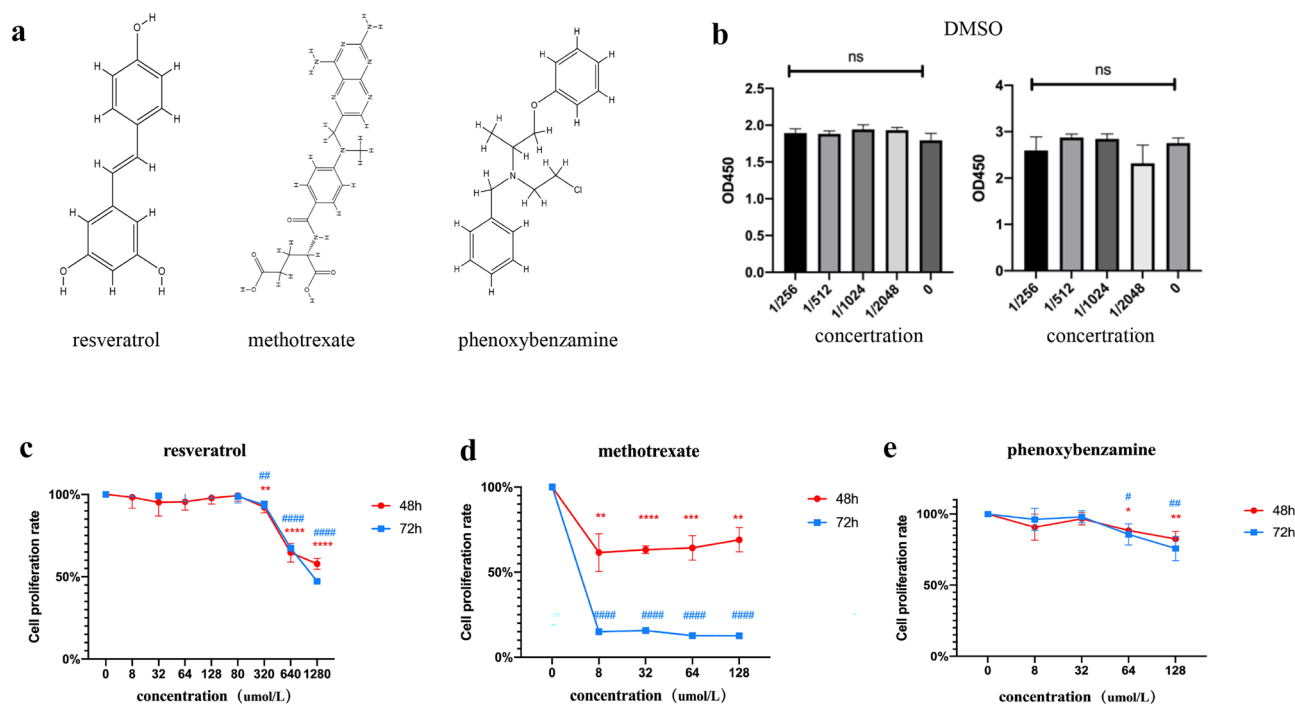 a
resveratrol
methotrexate
phenoxybenzamine
b
DMSO
ns
OD450
2.5
2.0
1.5
1.0
0.5
0.0
1/256
1/512
1/1024
1/2048
0
concertration
ns
OD450
4
3
2
1
0
1/256
1/512
1/1024
1/2048
0
concertration
c
resveratrol
Cell proliferation rate
100%
50%
0%
##
**
####
****
####
****
48h
72h
0 8 32 64 128 80 320 640 1280
concentration（umol/L）
d
methotrexate
Cell proliferation rate
100%
50%
0%
** **** *** **
#### #### #### ####
48h
72h
0 8 32 64 128
concentration（umol/L）
e
phenoxybenzamine
Cell proliferation rate
100%
50%
0%
# ##
* **
48h
72h
0 8 32 64 128
concentration（umol/L）